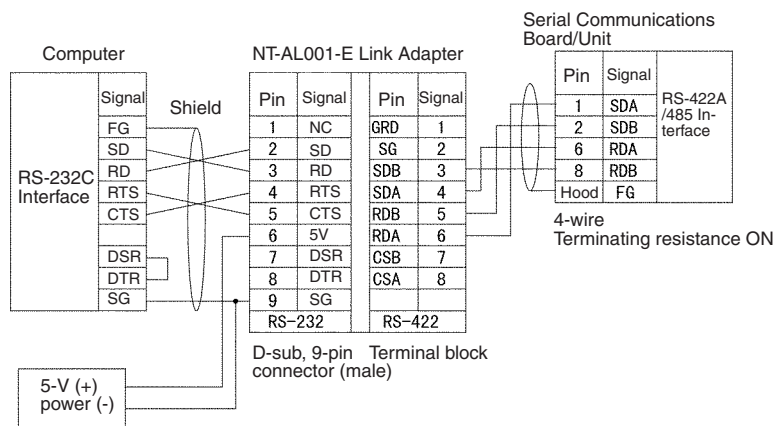 Serial Communications
Board/Unit
Computer
NT-AL001-E Link Adapter
Signal
RS-232C
Interface
FG
SD
RD
RTS
CTS
DSR
DTR
SG
Shield
Pin Signal Pin Signal
1 NC GRD 1
2 SD SG 2
3 RD SDB 3
4 RTS SDA 4
5 CTS RDB 5
6 5V RDA 6
7 DSR CSB 7
8 DTR CSA 8
9 SG
RS-232 RS-422
D-sub, 9-pin Terminal block
connector (male)
Pin Signal
1 SDA
2 SDB
6 RDA
8 RDB
Hood FG
RS-422A
/485 In-
terface
4-wire
Terminating resistance ON
5-V (+)
power (-)